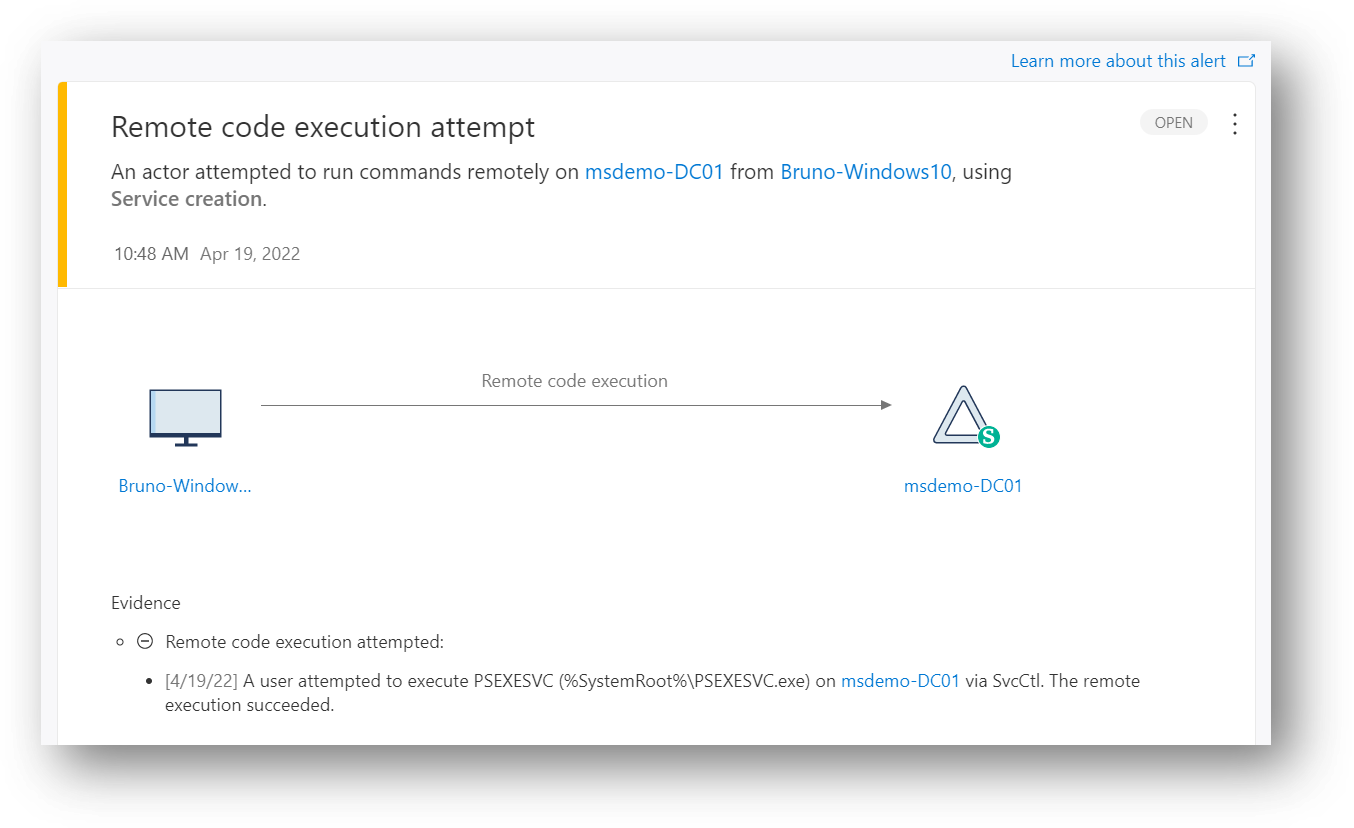 Learn more about this alert
Remote code execution attempt
OPEN
An actor attempted to run commands remotely on msdemo-DC01 from Bruno-Windows10, using
Service creation.
10:48 AM Apr 19, 2022
Remote code execution
S
Bruno-Window...
msdemo-DC01
Evidence
Remote code execution attempted:
[4/19/22] A user attempted to execute PSEXESVC (%SystemRoot%\PSEXESVC.exe) on msdemo-DC01 via SvcCtl. The remote
execution succeeded.